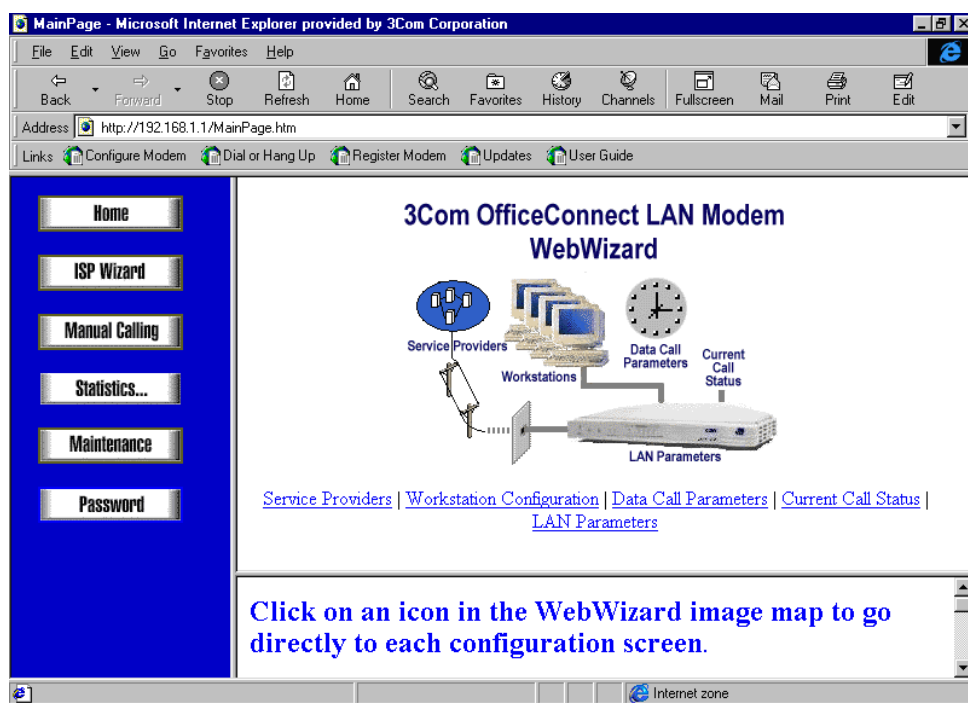 MainPage - Microsoft Internet Explorer provided by 3Com Corporation
File Edit View Go Favorites Help
Back Forward Stop Refresh Home Search Favorites History Channels Fullscreen Mail Print Edit
Address http://192.168.1.1/MainPage.htm
Links Configure Modem Dial or Hang Up Register Modem Updates User Guide
Home
ISP Wizard
Manual Calling
Statistics...
Maintenance
Password
3Com OfficeConnect LAN Modem
WebWizard
Service Providers
Workstations
Data Call
Parameters
Current
Call
Status
LAN Parameters
Service Providers | Workstation Configuration | Data Call Parameters | Current Call Status |
LAN Parameters
Click on an icon in the WebWizard image map to go
directly to each configuration screen.
Internet zone